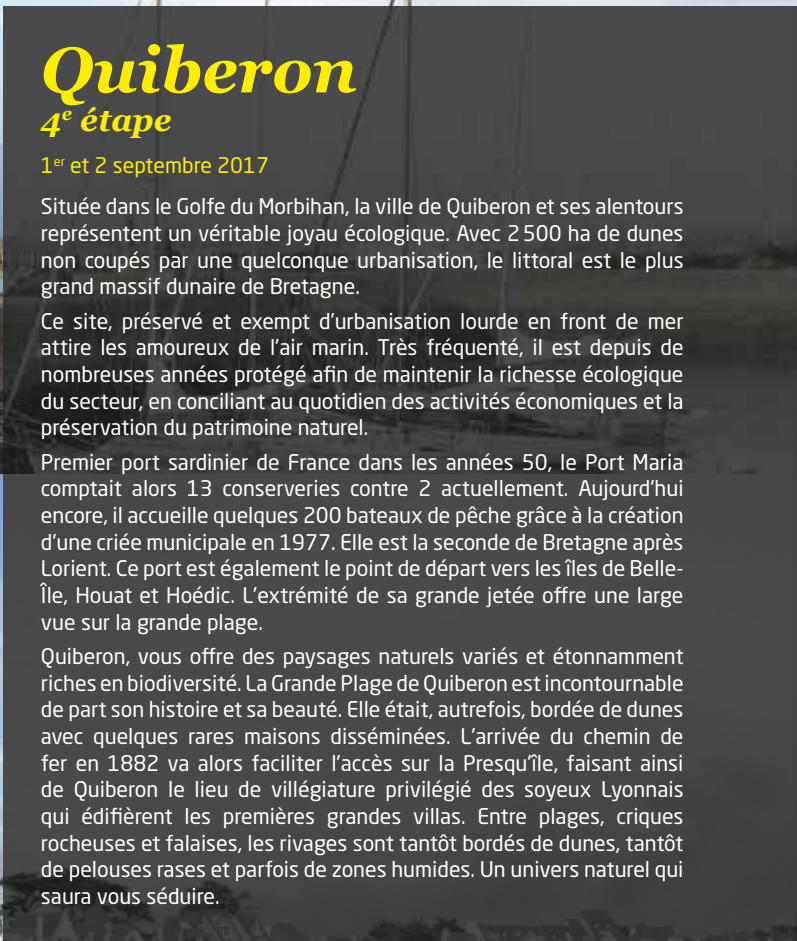 Quiberon
4e étape
1er et 2 septembre 2017
Située dans le Golfe du Morbihan, la ville de Quiberon et ses alentours
représentent un véritable joyau écologique. Avec 2 500 ha de dunes
non coupés par une quelconque urbanisation, le littoral est le plus
grand massif dunaire de Bretagne.
Ce site, préservé et exempt d'urbanisation lourde en front de mer
attire les amoureux de l'air marin. Très fréquenté, il est depuis de
nombreuses années protégé afin de maintenir la richesse écologique
du secteur, en conciliant au quotidien des activités économiques et la
préservation du patrimoine naturel.
Premier port sardinier de France dans les années 50, le Port Maria
comptait alors 13 conserveries contre 2 actuellement. Aujourd'hui
encore, il accueille quelques 200 bateaux de pêche grâce à la création
d'une criée municipale en 1977. Elle est la seconde de Bretagne après
Lorient. Ce port est également le point de départ vers les îles de Belle-
Île, Houat et Hoédic. L'extrémité de sa grande jetée offre une large
vue sur la grande plage.
Quiberon, vous offre des paysages naturels variés et étonnamment
riches en biodiversité. La Grande Plage de Quiberon est incontournable
de part son histoire et sa beauté. Elle était, autrefois, bordée de dunes
avec quelques rares maisons disséminées. L'arrivée du chemin de
fer en 1882 va alors faciliter l'accès sur la Presqu'île, faisant ainsi
de Quiberon le lieu de villégiature privilégié des soyeux Lyonnais
qui édifièrent les premières grandes villas. Entre plages, criques
rocheuses et falaises, les rivages sont tantôt bordés de dunes, tantôt
de pelouses rases et parfois de zones humides. Un univers naturel qui
saura vous séduire.